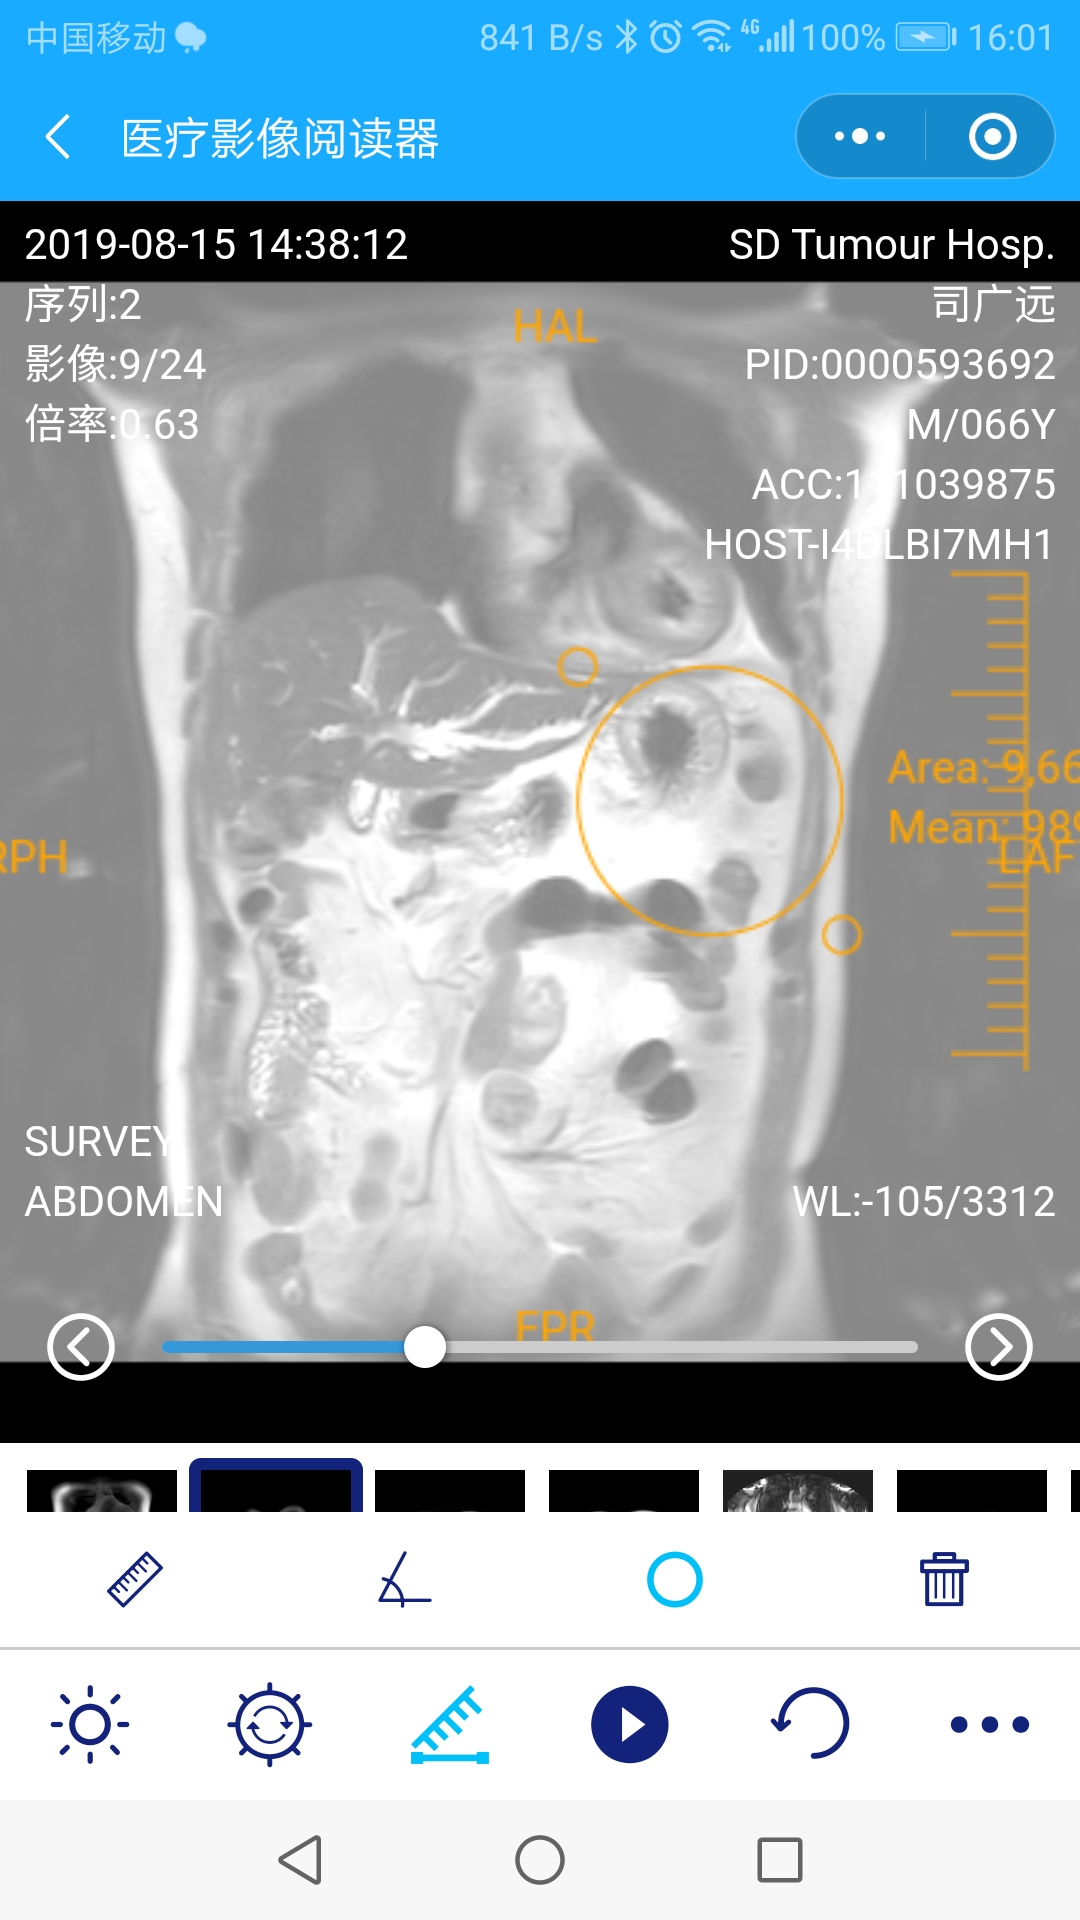 中国移动 841 B/s 4G 100% 16:01
医疗影像阅读器
2019-08-15 14:38:12 SD Tumour Hosp.
序列:2 司广远
影像:9/24 PID:0000593692
倍率:0.63 M/066Y
ACC:111039875
HOST-I4DLBI7MH1
HAL
Area: 9,66
Mean: 989
RPH LAF
SURVEY
ABDOMEN WL:-105/3312
FPR